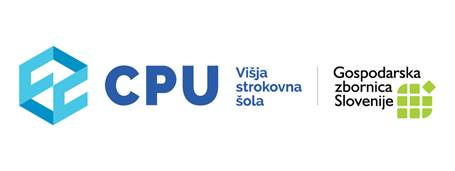 CPU
Višja
strokovna
šola
Gospodarska
zbornica
Slovenije